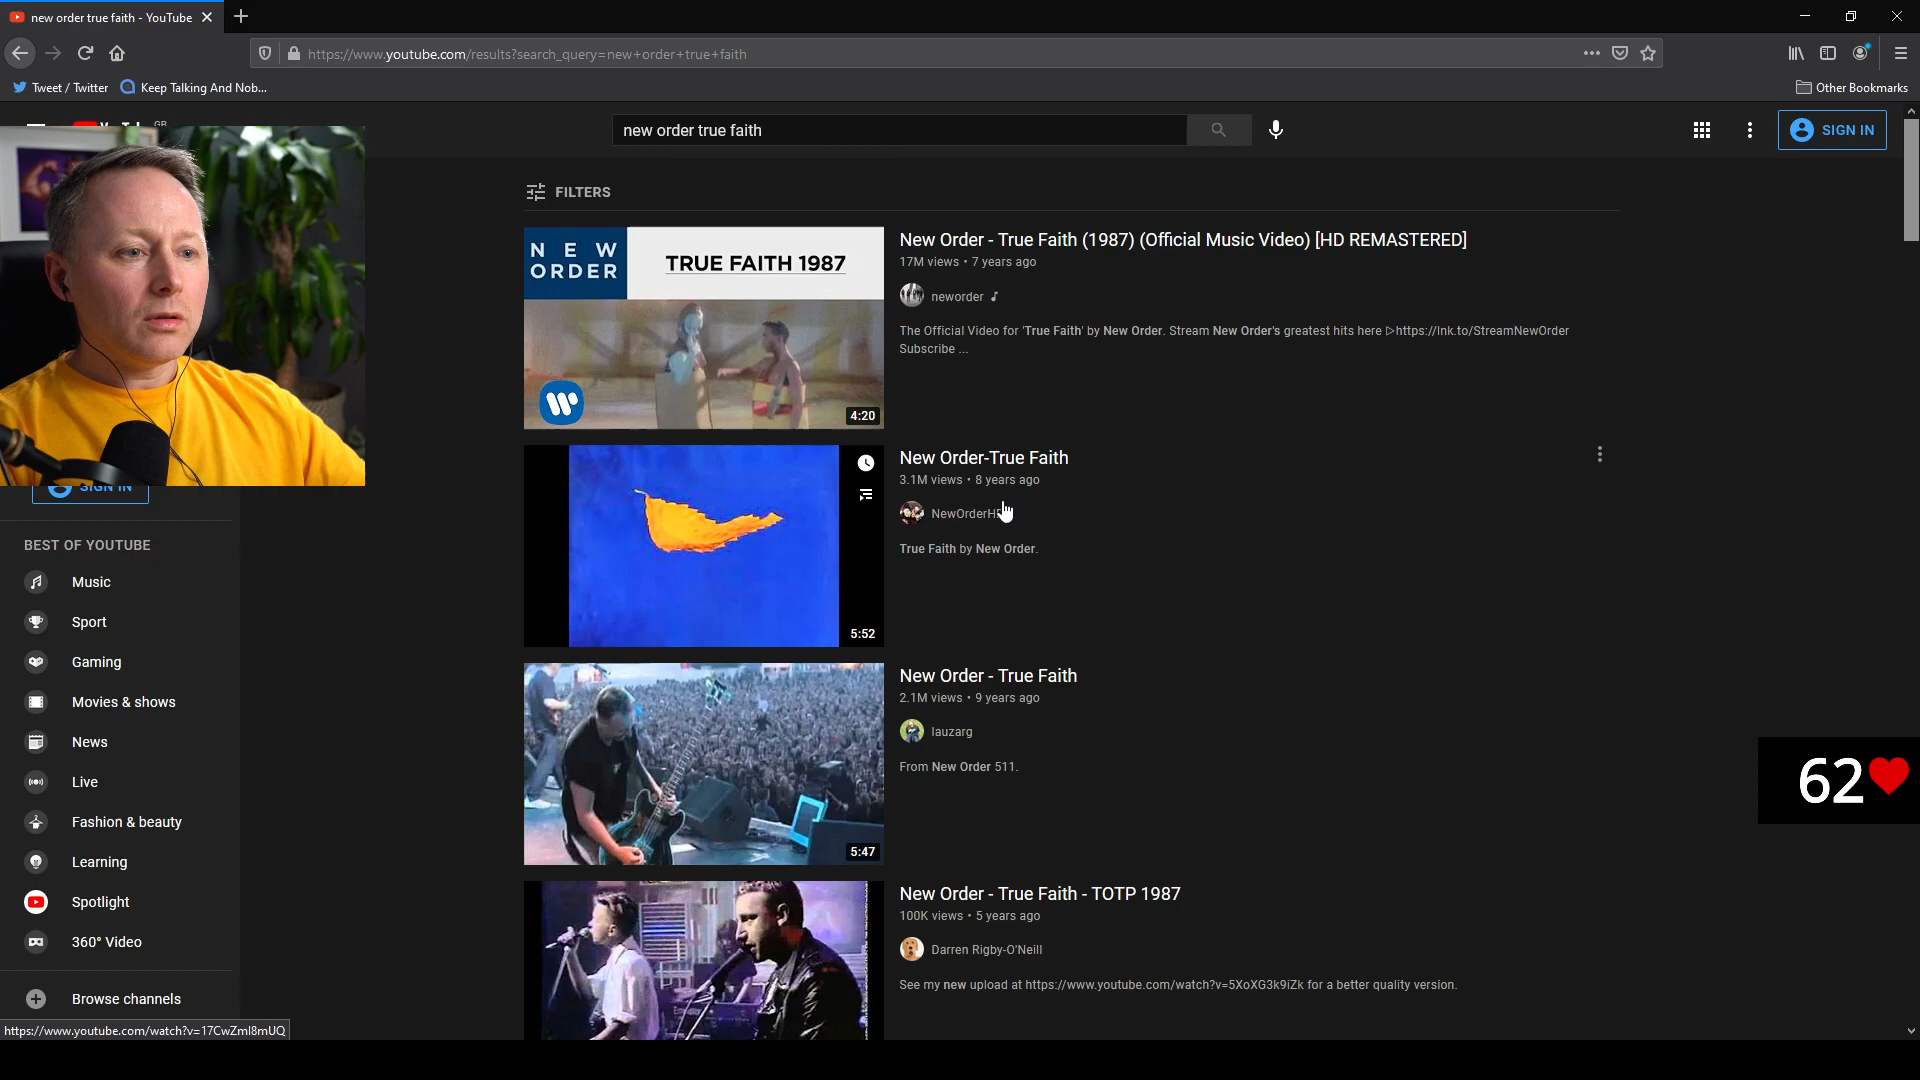 new order true faith - YouTube
https://www.youtube.com/results?search_query=new+order+true+faith
Tweet / Twitter
Keep Talking And Nob...
Other Bookmarks
GB
new order true faith
SIGN IN
FILTERS
NEW ORDER
TRUE FAITH 1987
4:20
New Order - True Faith (1987) (Official Music Video) [HD REMASTERED]
17M views • 7 years ago
neworder
The Official Video for 'True Faith' by New Order. Stream New Order's greatest hits here ▷https://lnk.to/StreamNewOrder
Subscribe ...
5:52
New Order-True Faith
3.1M views • 8 years ago
True Faith by New Order.
5:47
New Order - True Faith
2.1M views • 9 years ago
lauzarg
From New Order 511.
New Order - True Faith - TOTP 1987
100K views • 5 years ago
Darren Rigby-O'Neill
See my new upload at https://www.youtube.com/watch?v=5XoXG3k9iZk for a better quality version.
SIGN IN
BEST OF YOUTUBE
Music
Sport
Gaming
Movies & shows
News
Live
Fashion & beauty
Learning
Spotlight
360° Video
Browse channels
https://www.youtube.com/watch?v=17CwZmI8mUQ
62